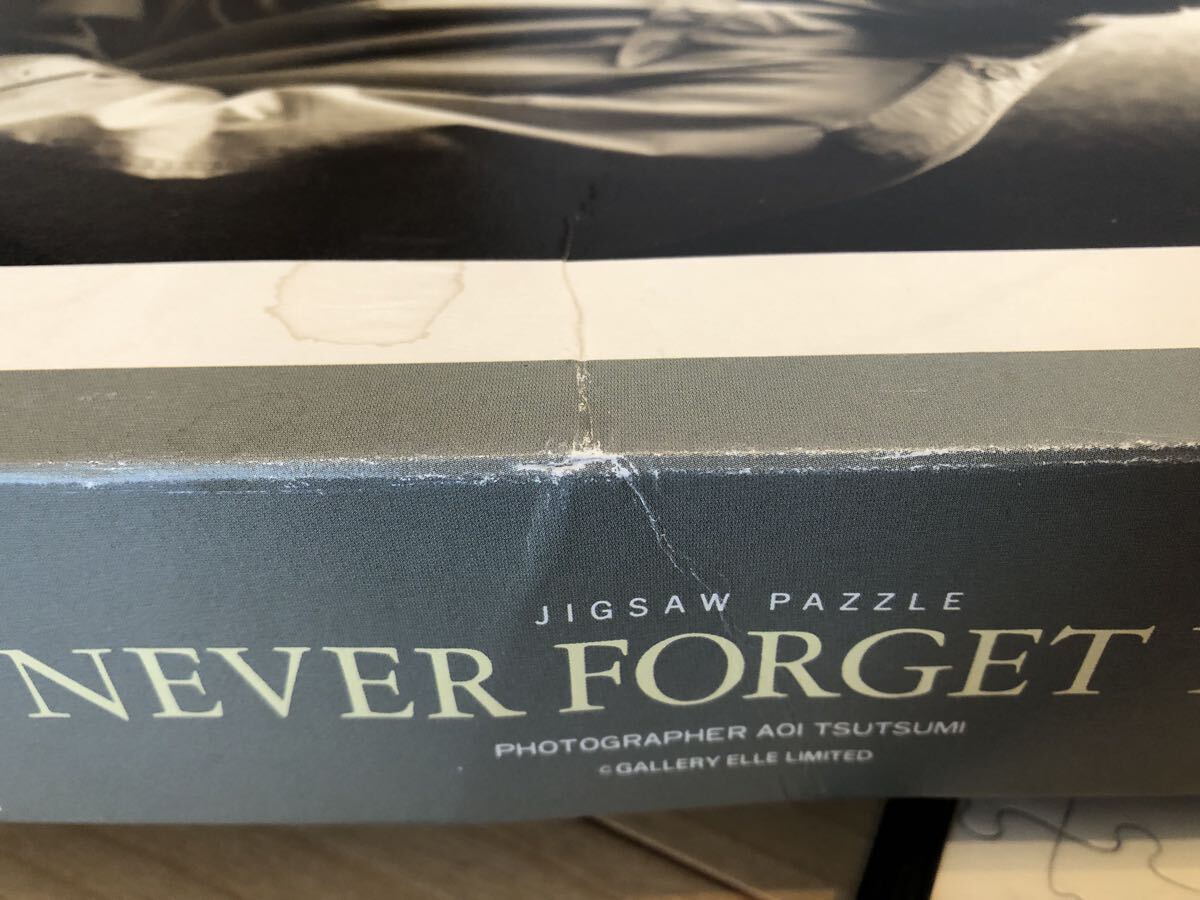 JIGSAW PAZZLE
NEVER FORGET
PHOTOGRAPHER AOI TSUTSUMI
© GALLERY ELLE LIMITED